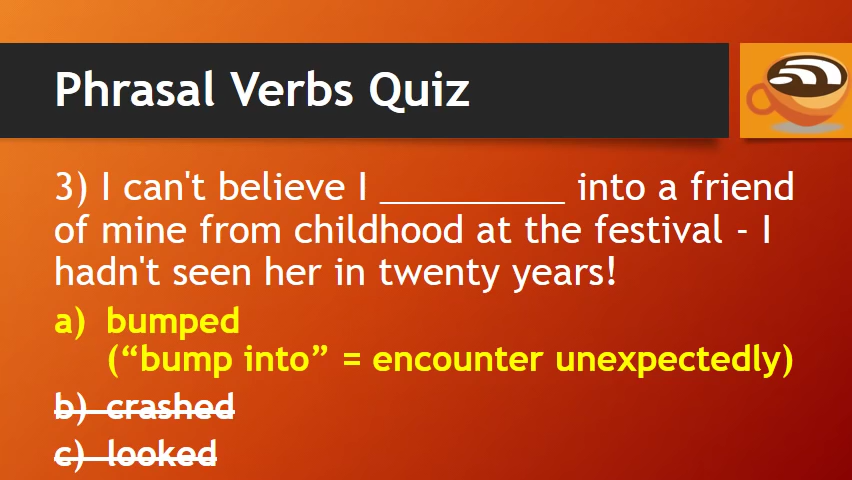 Phrasal Verbs Quiz
3) I can't believe I __________ into a friend
of mine from childhood at the festival - I
hadn't seen her in twenty years!
a) bumped
(“bump into” = encounter unexpectedly)
b) crashed
c) looked